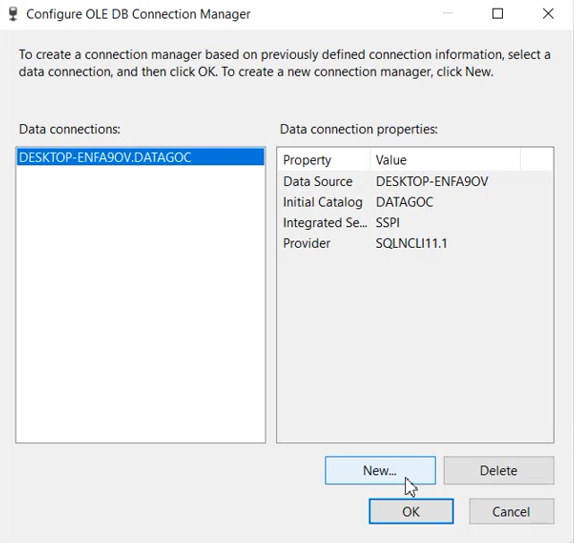 Configure OLE DB Connection Manager
To create a connection manager based on previously defined connection information, select a
data connection, and then click OK. To create a new connection manager, click New.
Data connections:
DESKTOP-ENFA9OV.DATAGOC
Data connection properties:
Property Value
Data Source DESKTOP-ENFA9OV
Initial Catalog DATAGOC
Integrated Se... SSPI
Provider SQLNCLI11.1
New... Delete
OK Cancel